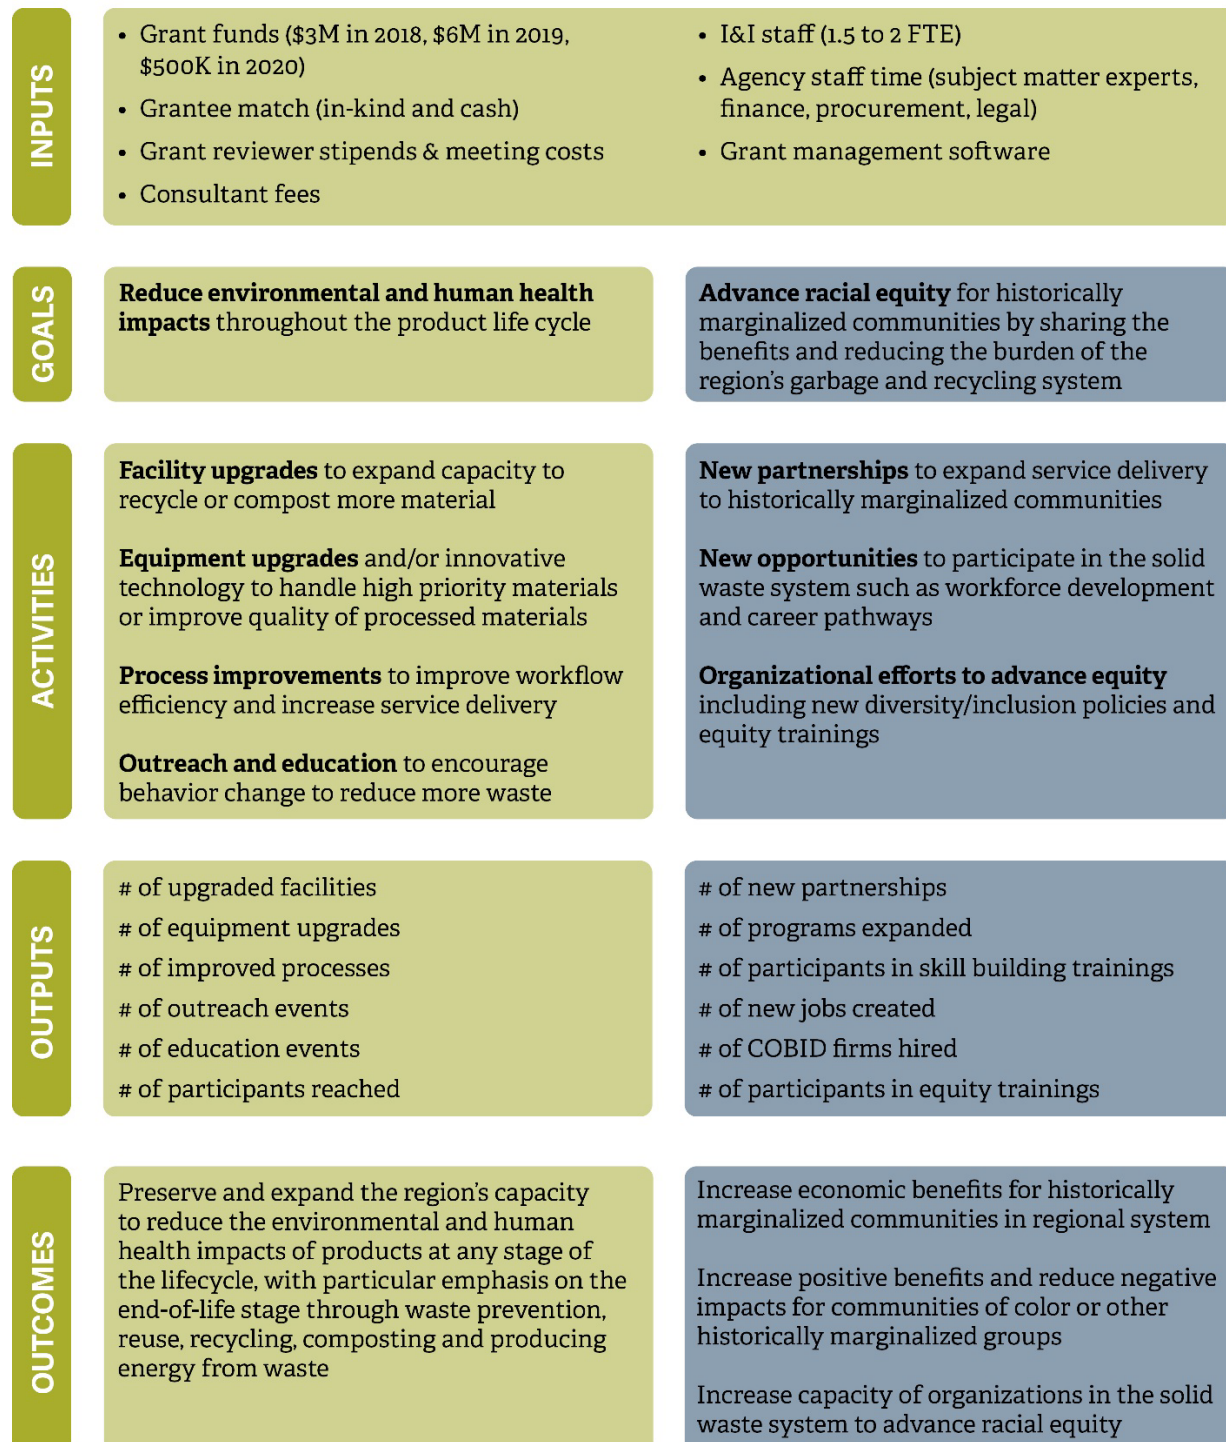 INPUTS
• Grant funds ($3M in 2018, $6M in 2019,
$500K in 2020)
• Grantee match (in-kind and cash)
• Grant reviewer stipends & meeting costs
• Consultant fees
• I&I staff (1.5 to 2 FTE)
• Agency staff time (subject matter experts,
finance, procurement, legal)
• Grant management software
GOALS
Reduce environmental and human health
impacts throughout the product life cycle
Advance racial equity for historically
marginalized communities by sharing the
benefits and reducing the burden of the
region's garbage and recycling system
ACTIVITIES
Facility upgrades to expand capacity to
recycle or compost more material
Equipment upgrades and/or innovative
technology to handle high priority materials
or improve quality of processed materials
Process improvements to improve workflow
efficiency and increase service delivery
Outreach and education to encourage
behavior change to reduce more waste
New partnerships to expand service delivery
to historically marginalized communities
New opportunities to participate in the solid
waste system such as workforce development
and career pathways
Organizational efforts to advance equity
including new diversity/inclusion policies and
equity trainings
OUTPUTS
# of upgraded facilities
# of equipment upgrades
# of improved processes
# of outreach events
# of education events
# of participants reached
# of new partnerships
# of programs expanded
# of participants in skill building trainings
# of new jobs created
# of COBID firms hired
# of participants in equity trainings
OUTCOMES
Preserve and expand the region's capacity
to reduce the environmental and human
health impacts of products at any stage of
the lifecycle, with particular emphasis on the
end-of-life stage through waste prevention,
reuse, recycling, composting and producing
energy from waste
Increase economic benefits for historically
marginalized communities in regional system
Increase positive benefits and reduce negative
impacts for communities of color or other
historically marginalized groups
Increase capacity of organizations in the solid
waste system to advance racial equity